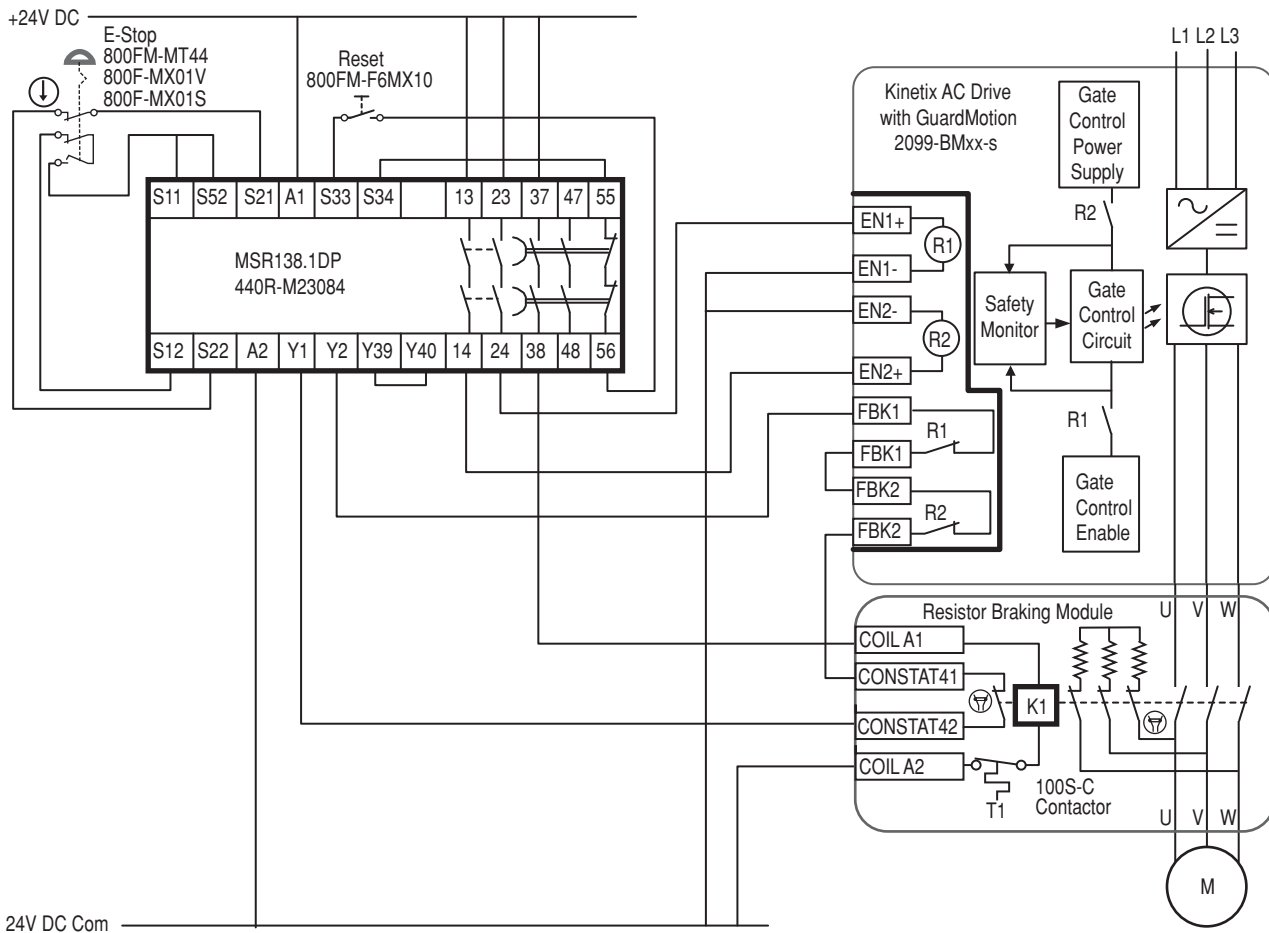 +24V DC
E-Stop
800FM-MT44
800F-MX01V
800F-MX01S
Reset
800FM-F6MX10
L1 L2 L3
Kinetix AC Drive
with GuardMotion
2099-BMxx-s
Gate
Control
Power
Supply
R2
S11 S52 S21 A1 S33 S34 13 23 37 47 55
MSR138.1DP
440R-M23084
S12 S22 A2 Y1 Y2 Y39 Y40 14 24 38 48 56
EN1+
R1
EN1-
EN2-
R2
EN2+
FBK1
R1
FBK1
FBK2
R2
FBK2
Safety
Monitor
Gate
Control
Circuit
R1
Gate
Control
Enable
U V W
Resistor Braking Module
COIL A1
CONSTAT41
K1
CONSTAT42
COIL A2
T1
100S-C
Contactor
U V W
M
24V DC Com